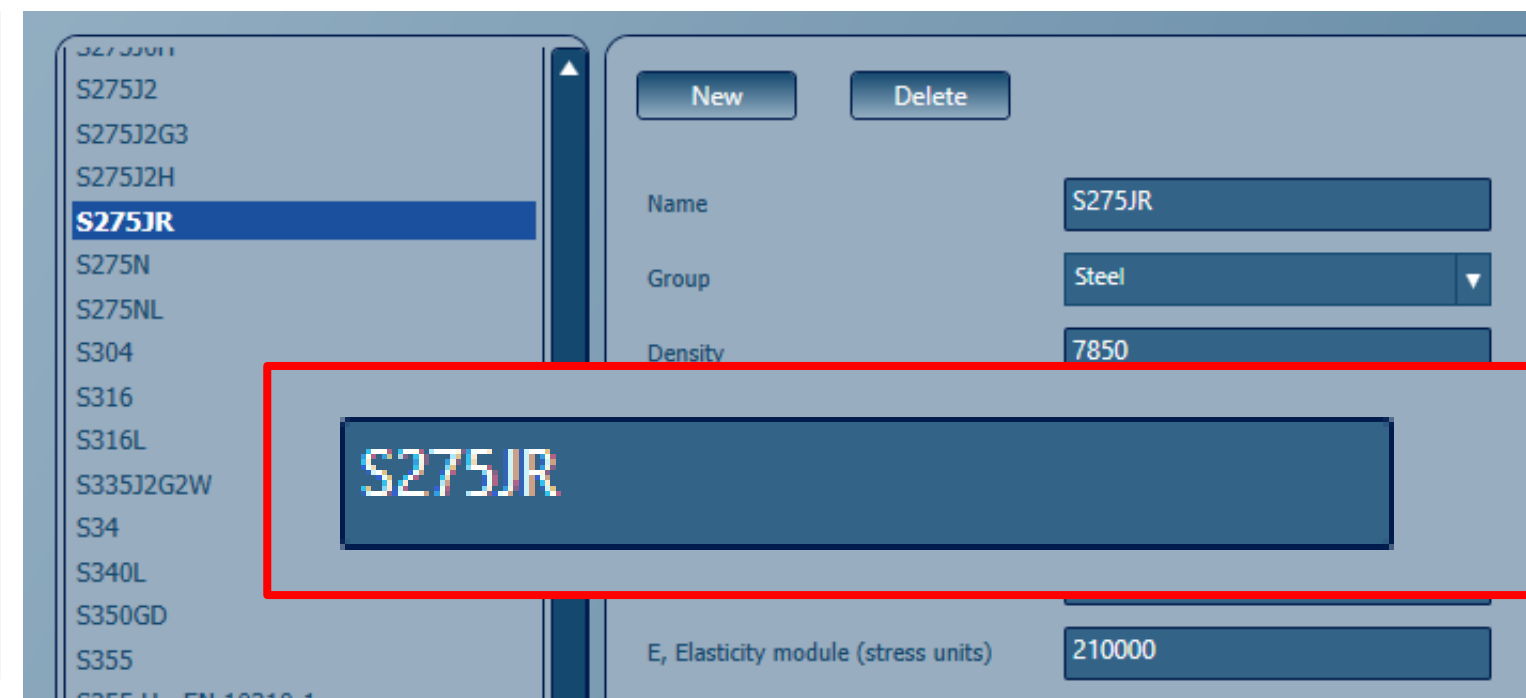 S275J0H
S275J2
S275J2G3
S275J2H
S275JR
S275N
S275NL
S304
S316
S316L
S335J2G2W
S34
S340L
S350GD
S355
New Delete
Name S275JR
Group Steel
Density 7850
S275JR
E, Elasticity module (stress units) 210000